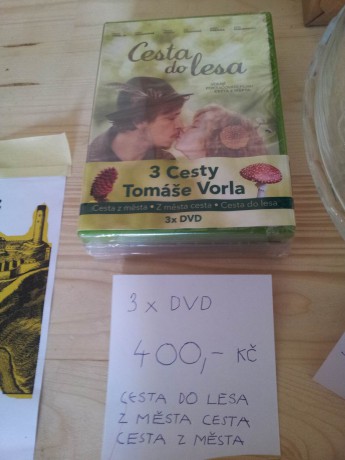 Cesta
do lesa
3 Cesty
Tomáše Vorla
Cesta z města • Z města cesta • Cesta do lesa
3x DVD
3 x DVD
400,- KČ
CESTA DO LESA
Z MĚSTA CESTA
CESTA Z MĚSTA